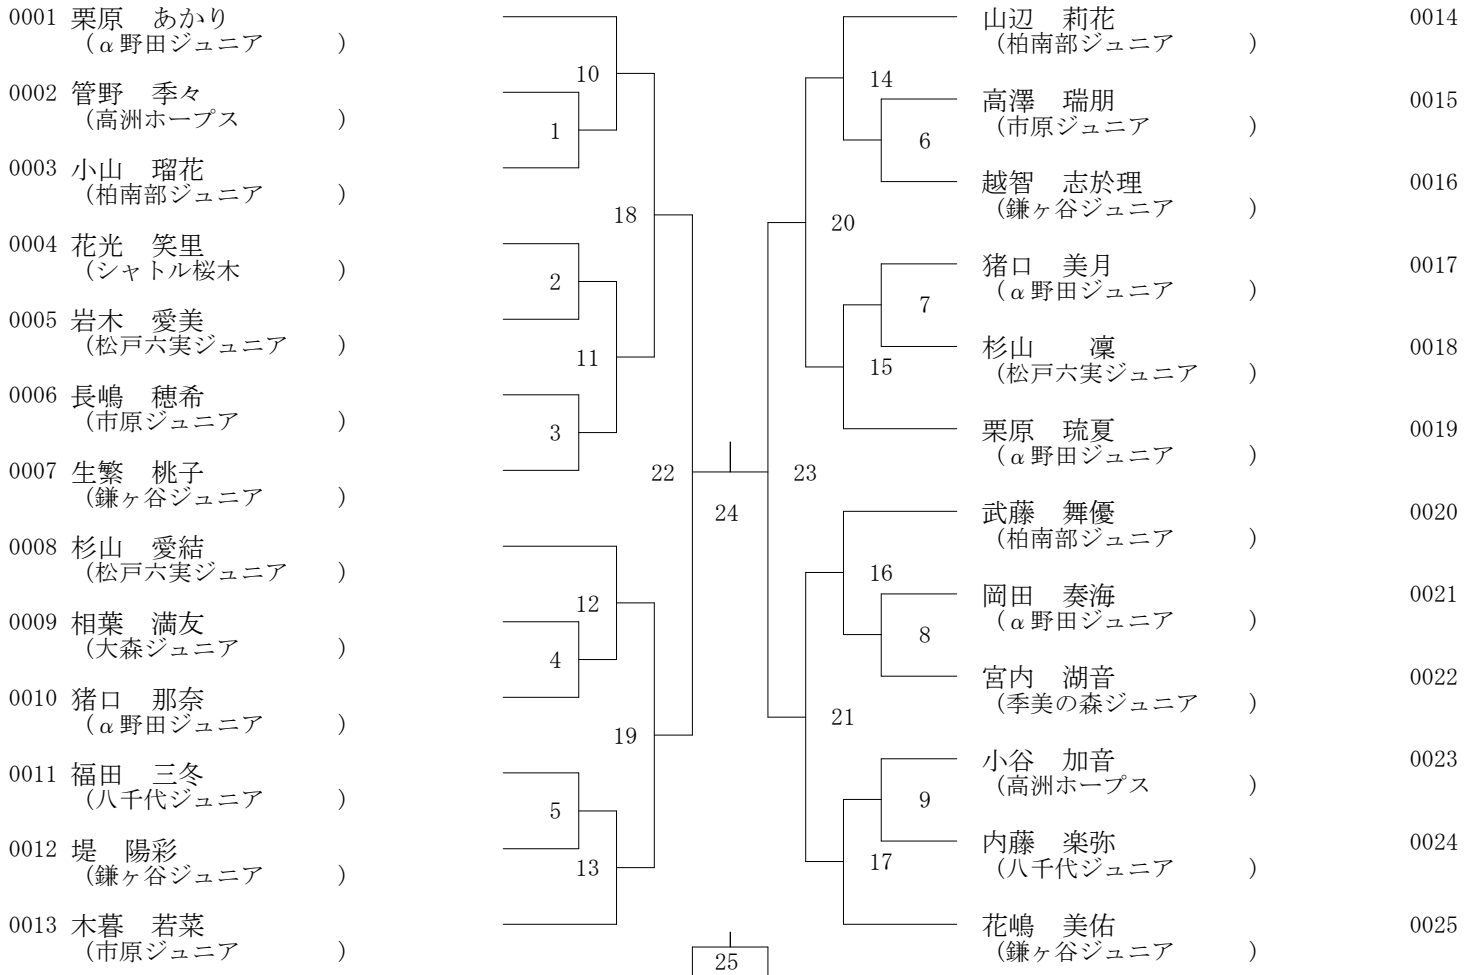 0001 栗原　あかり
（α野田ジュニア　　　）
0002 管野　季々
（高洲ホープス　　　　）
0003 小山　瑠花
（柏南部ジュニア　　　）
0004 花光　笑里
（シャトル桜木　　　　）
0005 岩木　愛美
（松戸六実ジュニア　　）
0006 長嶋　穂希
（市原ジュニア　　　　）
0007 生繁　桃子
（鎌ヶ谷ジュニア　　　）
0008 杉山　愛結
（松戸六実ジュニア　　）
0009 相葉　満友
（大森ジュニア　　　　）
0010 猪口　那奈
（α野田ジュニア　　　）
0011 福田　三冬
（八千代ジュニア　　　）
0012 堤　陽彩
（鎌ヶ谷ジュニア　　　）
0013 木暮　若菜
（市原ジュニア　　　　）
10
1
18
2
11
3
22
12
4
19
5
13
24
25
14
6
20
7
15
23
16
8
21
9
17
山辺　莉花 0014
（柏南部ジュニア　　　）
高澤　瑞朋 0015
（市原ジュニア　　　　）
越智　志於理 0016
（鎌ヶ谷ジュニア　　　）
猪口　美月 0017
（α野田ジュニア　　　）
杉山　　凜 0018
（松戸六実ジュニア　　）
栗原　琉夏 0019
（α野田ジュニア　　　）
武藤　舞優 0020
（柏南部ジュニア　　　）
岡田　奏海 0021
（α野田ジュニア　　　）
宮内　湖音 0022
（季美の森ジュニア　　）
小谷　加音 0023
（高洲ホープス　　　　）
内藤　楽弥 0024
（八千代ジュニア　　　）
花嶋　美佑 0025
（鎌ヶ谷ジュニア　　　）